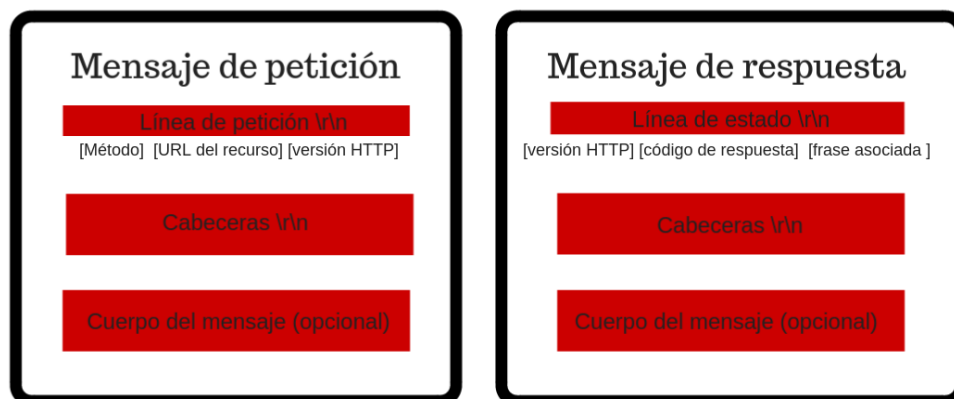 Mensaje de petición
Línea de petición \r\n
[Método] [URL del recurso] [versión HTTP]
Cabeceras \r\n
Cuerpo del mensaje (opcional)
Mensaje de respuesta
Línea de estado \r\n
[versión HTTP] [código de respuesta] [frase asociada ]
Cabeceras \r\n
Cuerpo del mensaje (opcional)